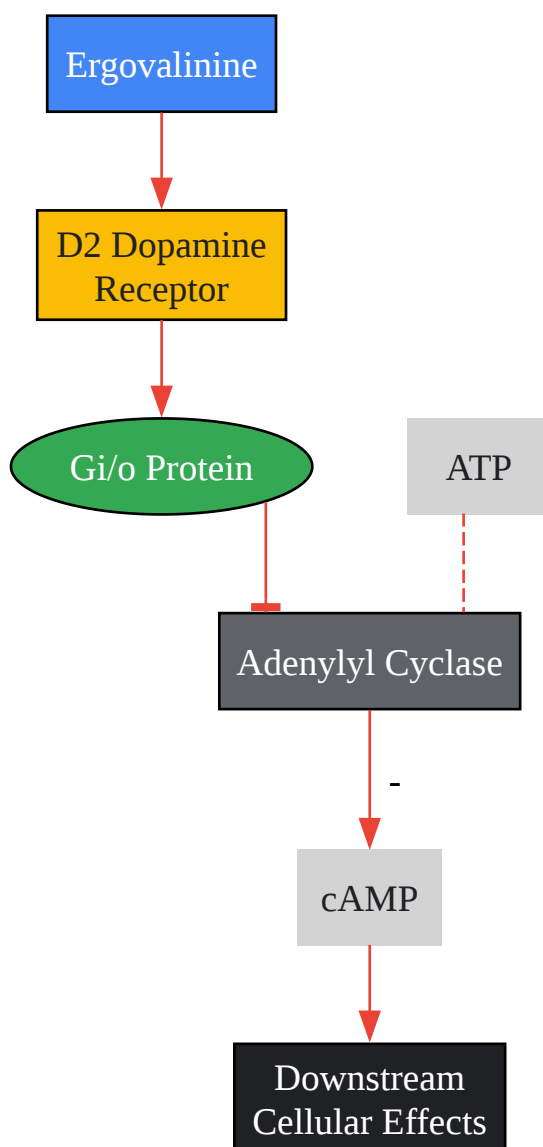 Ergovalinine
D2 Dopamine
Receptor
Gi/o Protein
ATP
Adenylyl Cyclase
-
cAMP
Downstream
Cellular Effects